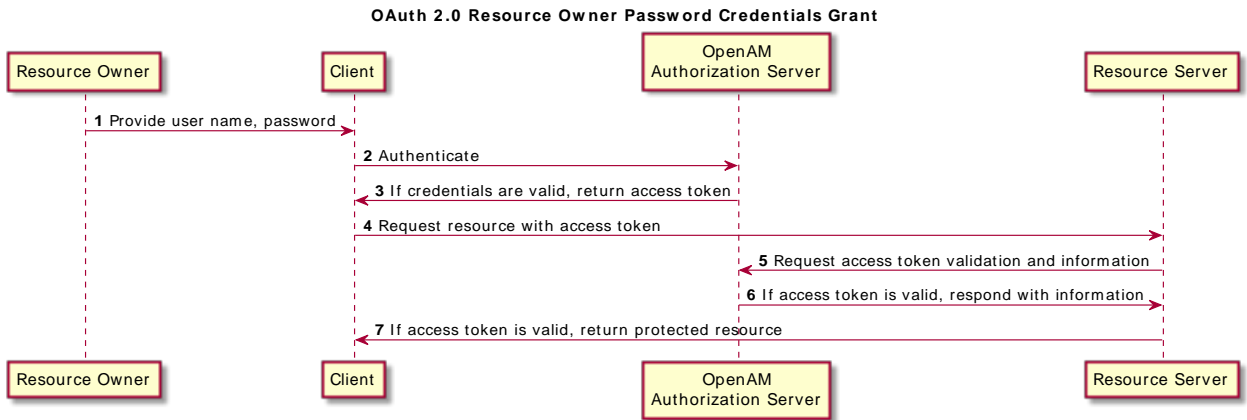 OAuth 2.0 Resource Owner Password Credentials Grant
Resource Owner
Client
OpenAM
Authorization Server
Resource Server
1 Provide user name, password
2 Authenticate
3 If credentials are valid, return access token
4 Request resource with access token
5 Request access token validation and information
6 If access token is valid, respond with information
7 If access token is valid, return protected resource
Resource Owner
Client
OpenAM
Authorization Server
Resource Server